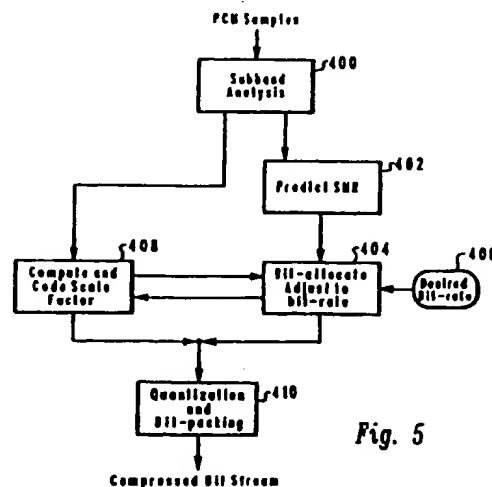 PCM Samples
400
Subband
Analysis
402
Predict SMR
408
Compute and
Code Scale
Factor
404
Bit-allocate
Adjust to
bit-rate
Desired
Bit-rate
410
Quantization
and
Bit-packing
Fig. 5
Compressed Bit Stream